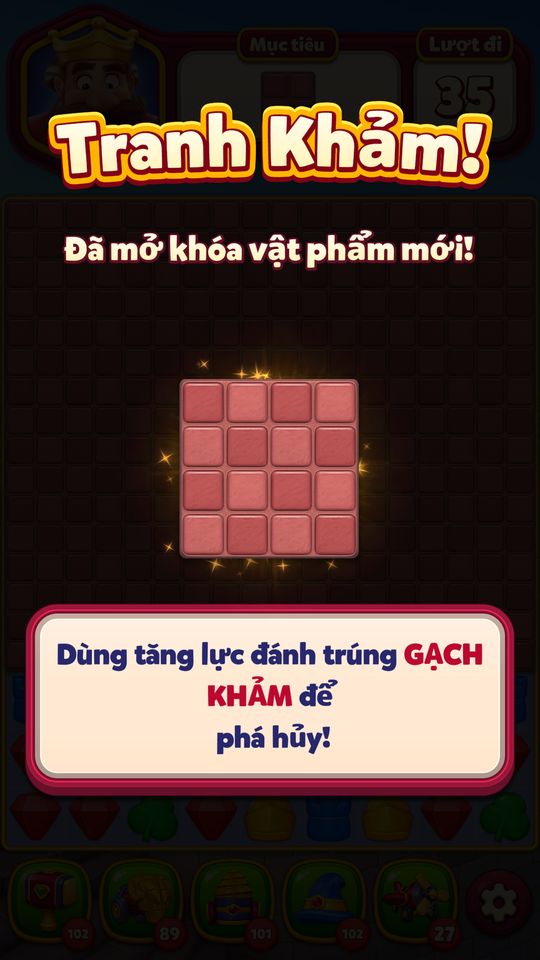 Mục tiêu
Lượt đi
35
Tranh Khảm!
Đã mở khóa vật phẩm mới!
Dùng tăng lực đánh trúng GẠCH
KHẢM để
phá hủy!
102
89
101
102
27